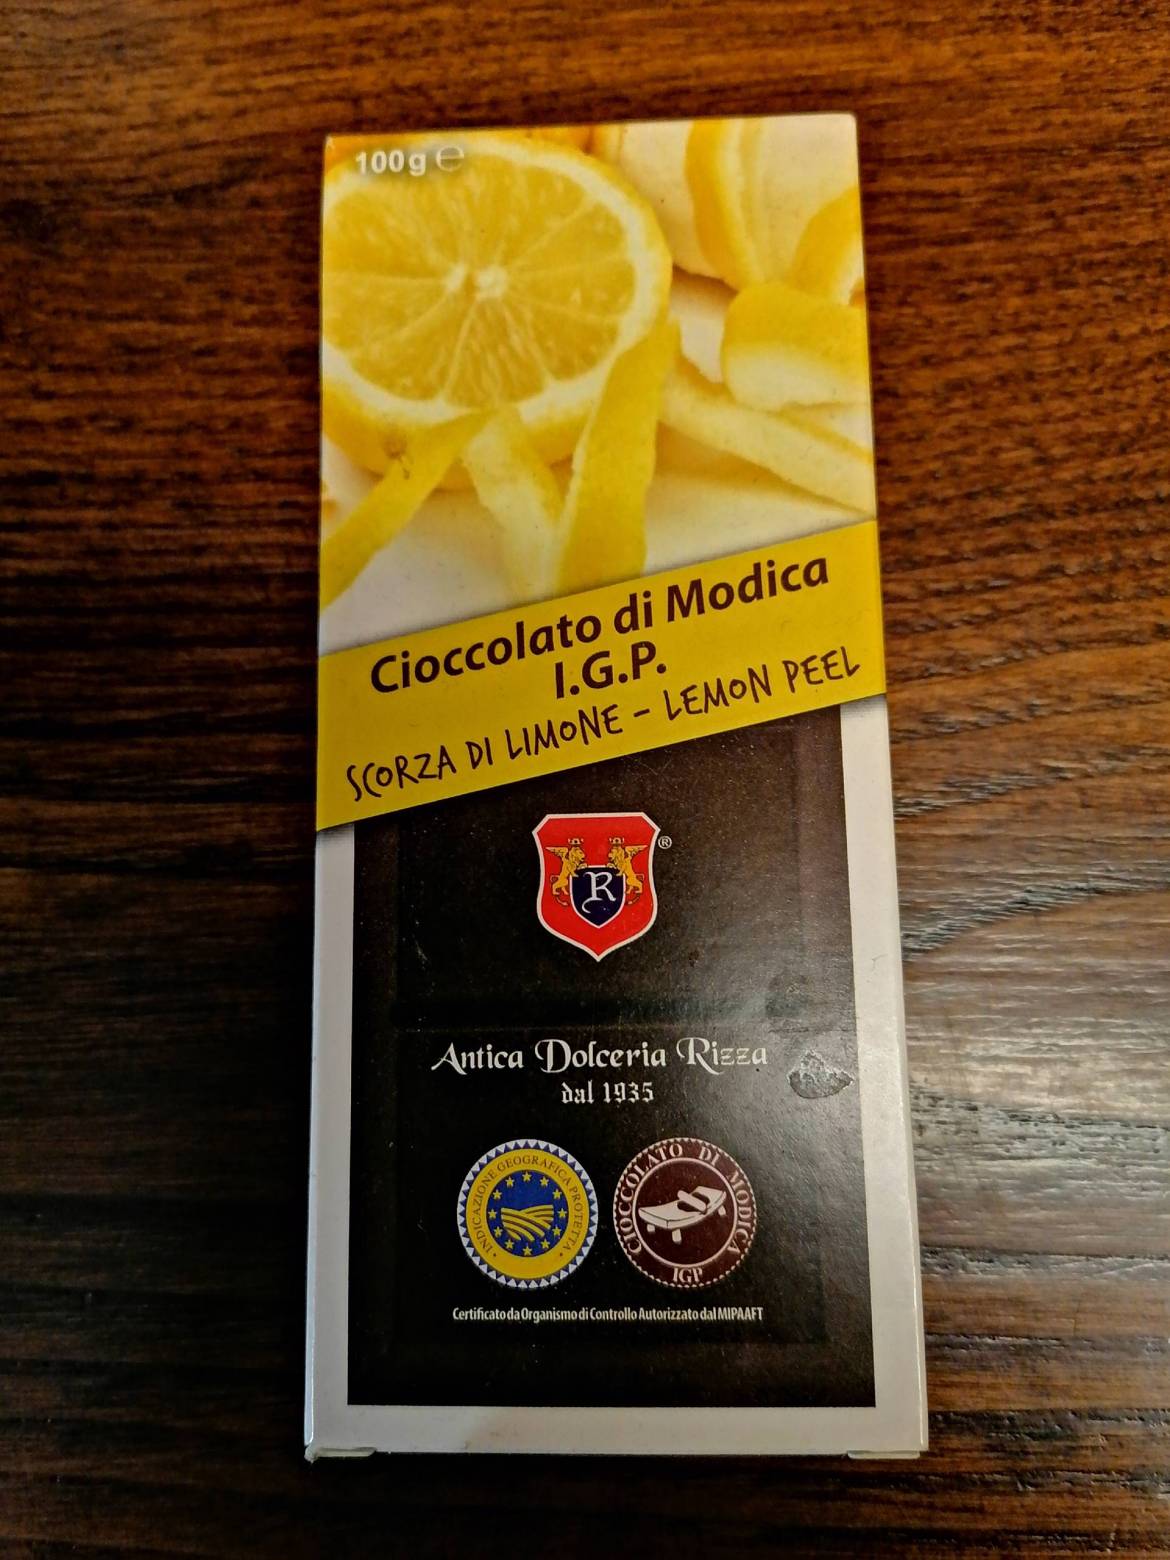 100g ℮
Cioccolato di Modica
I.G.P.
SCORZA DI LIMONE - LEMON PEEL
R
®
Antica Dolceria Rizza
dal 1935
INDICAZIONE GEOGRAFICA PROTETTA
CIOCCOLATO DI MODICA
IGP
Certificato da Organismo di Controllo Autorizzato dal MIPAAFT